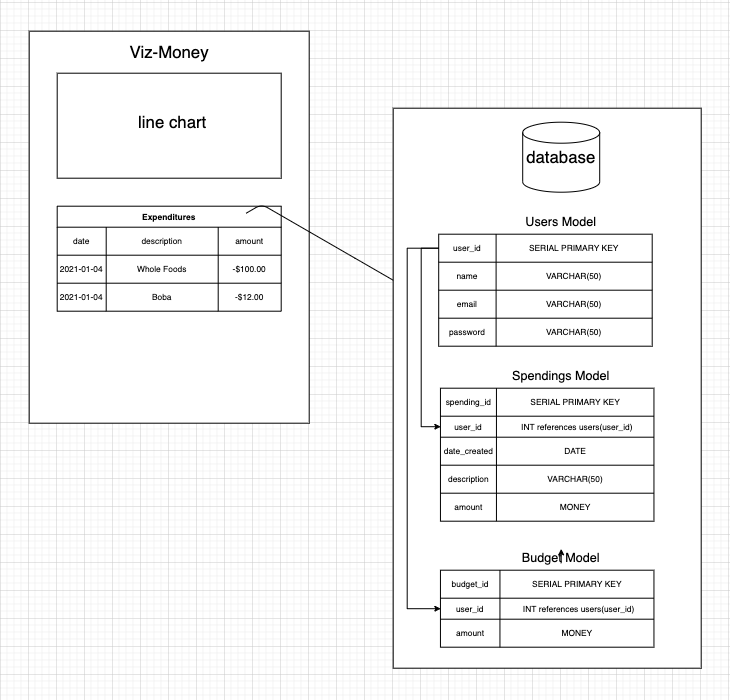 Viz-Money
line chart
Expenditures
date description amount
2021-01-04 Whole Foods -$100.00
2021-01-04 Boba -$12.00
database
Users Model
user_id SERIAL PRIMARY KEY
name VARCHAR(50)
email VARCHAR(50)
password VARCHAR(50)
Spendings Model
spending_id SERIAL PRIMARY KEY
user_id INT references users(user_id)
date_created DATE
description VARCHAR(50)
amount MONEY
Budget Model
budget_id SERIAL PRIMARY KEY
user_id INT references users(user_id)
amount MONEY